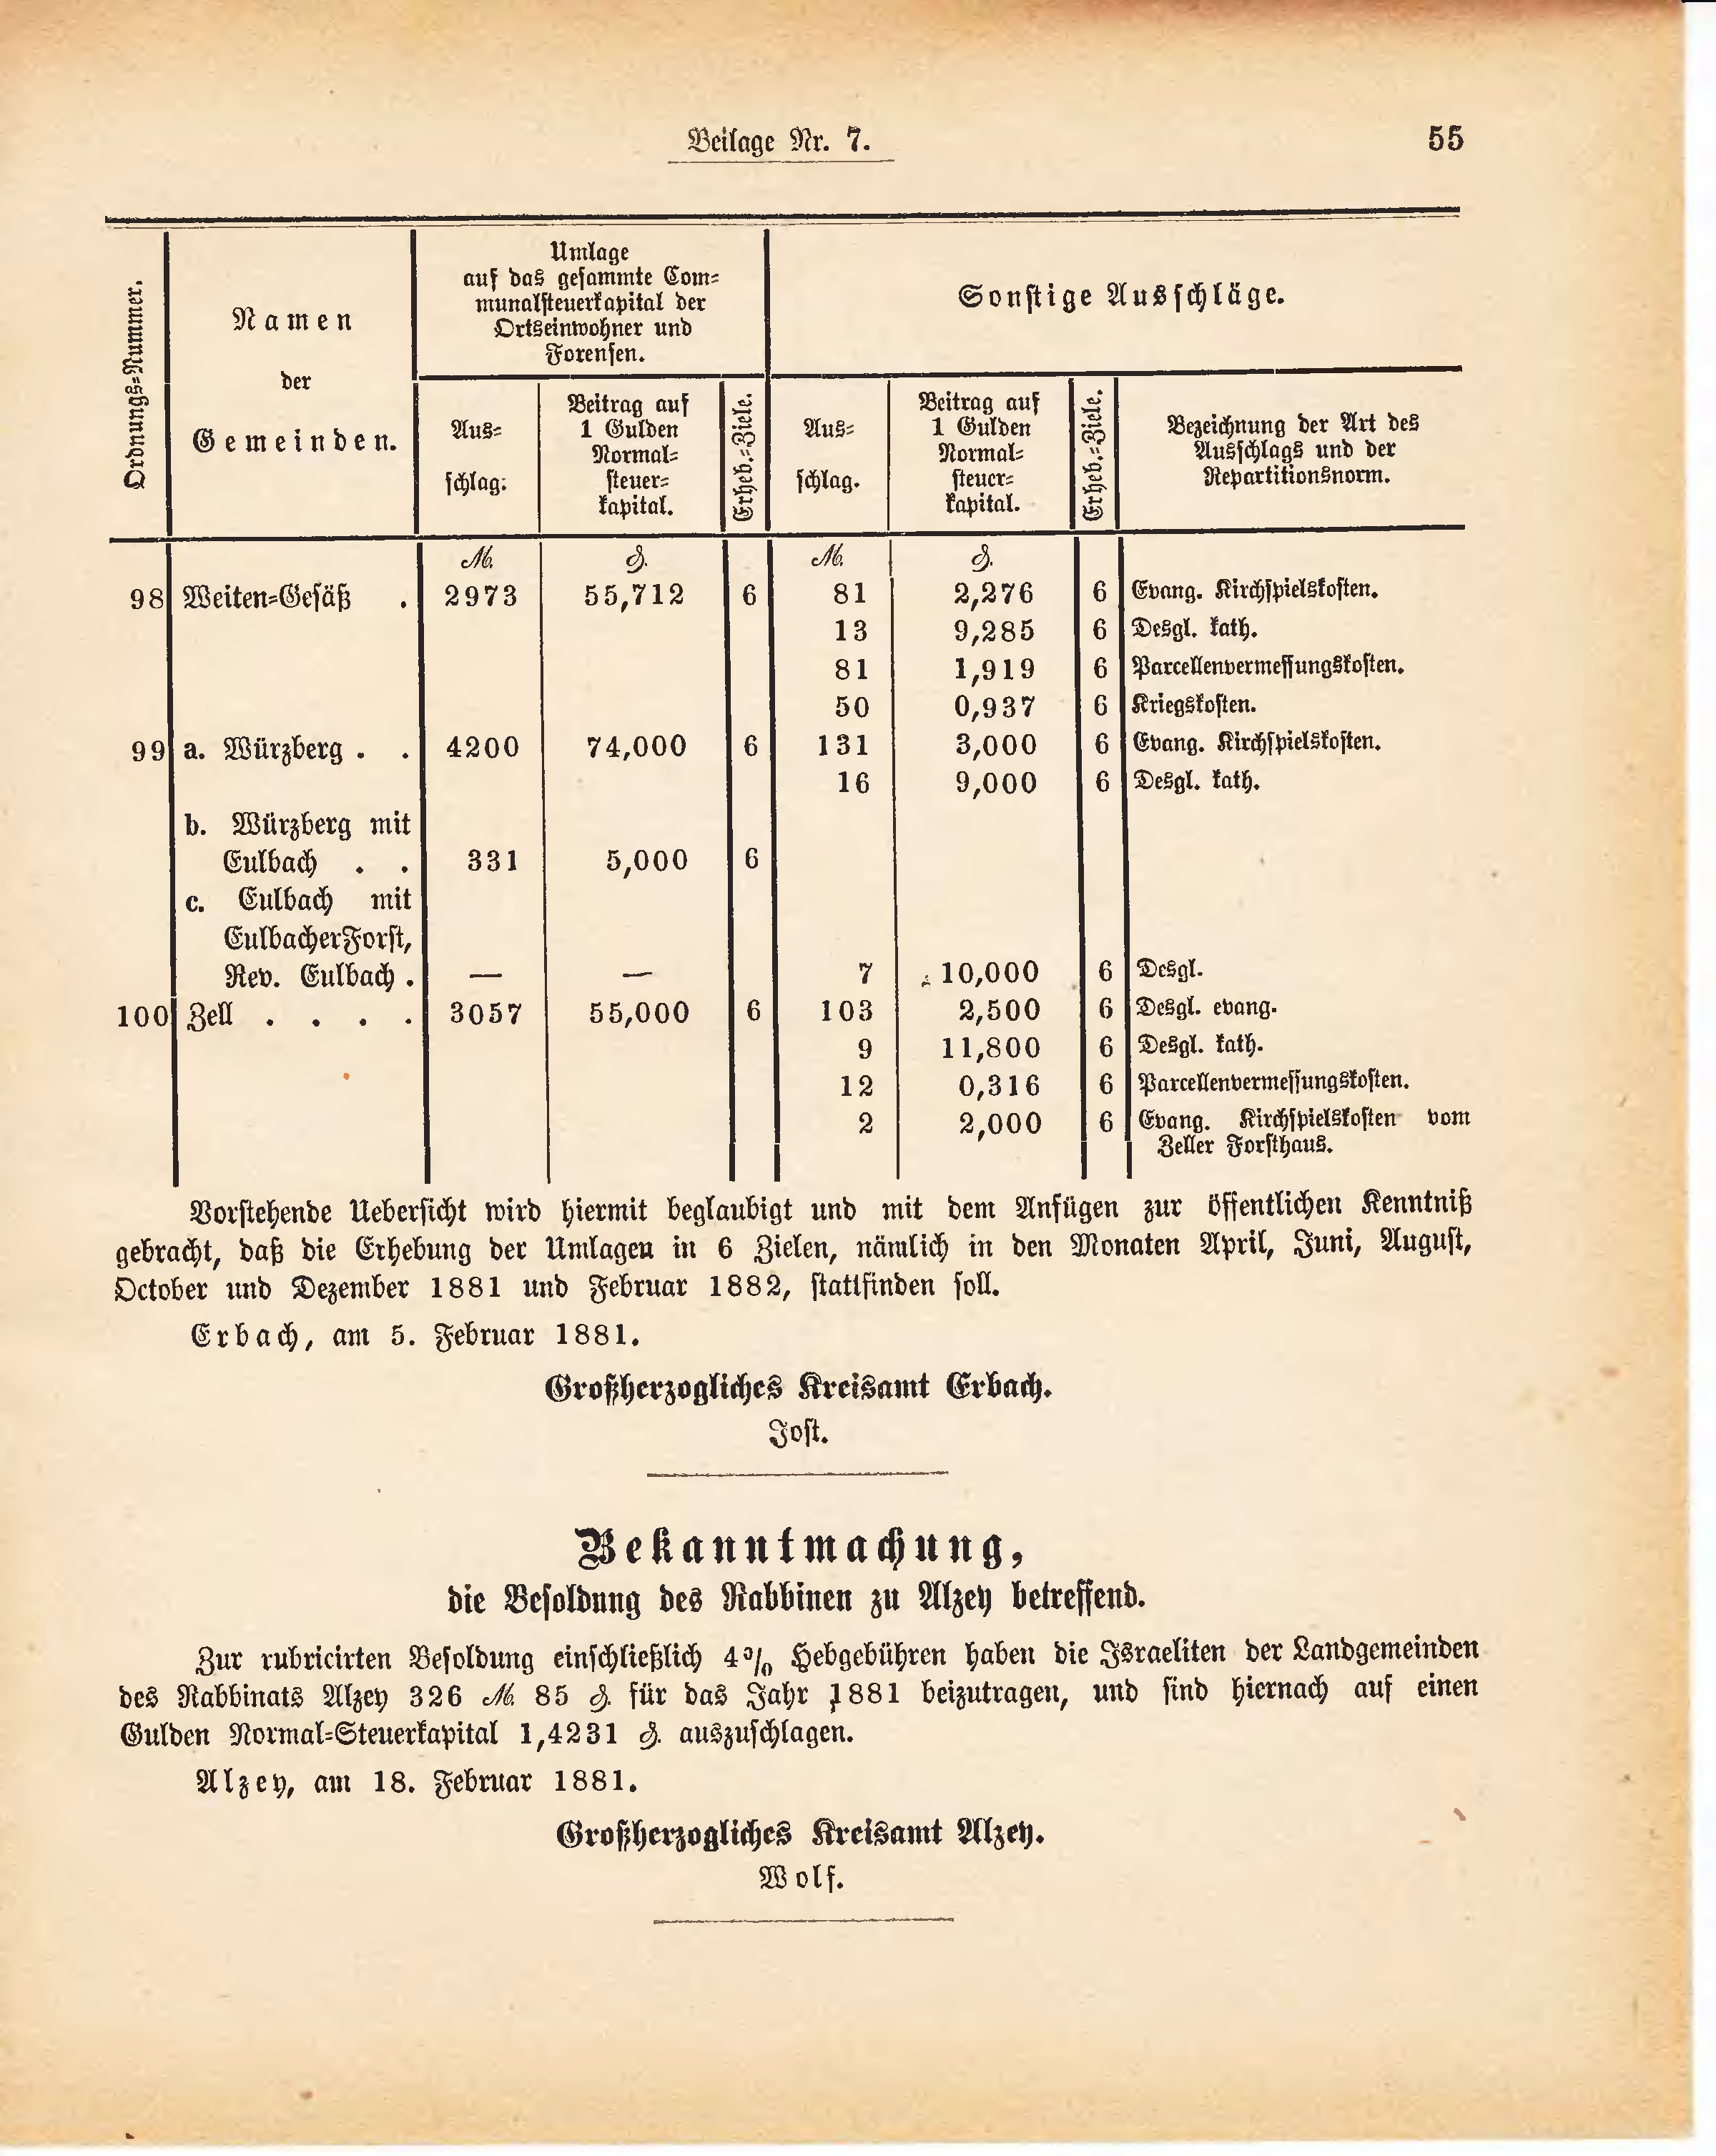 Beilage Nr. 7. 55
Ordnungs=Nummer.
Namen
der
Gemeinden.
Umlage
auf das gesammte Com=
munalsteuerkapital der
Ortseinwohner und
Forensen.
Sonstige Ausschläge.
Aus=
schlag.
Beitrag auf
1 Gulden
Normal=
steuer=
kapital.
Erheb.=Ziele.
Aus=
schlag.
Beitrag auf
1 Gulden
Normal=
steuer=
kapital.
Erheb.=Ziele.
Bezeichnung der Art des
Ausschlags und der
Repartitionsnorm.
ℳ. ₰. ℳ. ₰.
98 Weiten=Gesäß . 2973 55,712 6 81 2,276 6 Evang. Kirchspielskosten.
13 9,285 6 Desgl. kath.
81 1,919 6 Parcellenvermessungskosten.
50 0,937 6 Kriegskosten.
99 a. Würzberg . . 4200 74,000 6 131 3,000 6 Evang. Kirchspielskosten.
16 9,000 6 Desgl. kath.
b. Würzberg mit
Eulbach . . 331 5,000 6
c. Eulbach mit
EulbacherForst,
Rev. Eulbach . — — 7 10,000 6 Desgl.
100 Zell . . . . 3057 55,000 6 103 2,500 6 Desgl. evang.
9 11,800 6 Desgl. kath.
12 0,316 6 Parcellenvermessungskosten.
2 2,000 6 Evang. Kirchspielskosten vom
Zeller Forsthaus.
Vorstehende Uebersicht wird hiermit beglaubigt und mit dem Anfügen zur öffentlichen Kenntniß
gebracht, daß die Erhebung der Umlagen in 6 Zielen, nämlich in den Monaten April, Juni, August,
October und Dezember 1881 und Februar 1882, stattfinden soll.
Erbach, am 5. Februar 1881.
Großherzogliches Kreisamt Erbach.
Jost.
Bekanntmachung,
die Besoldung des Rabbinen zu Alzey betreffend.
Zur rubricirten Besoldung einschließlich 4% Hebgebühren haben die Israeliten der Landgemeinden
des Rabbinats Alzey 326 ℳ. 85 ₰. für das Jahr 1881 beizutragen, und sind hiernach auf einen
Gulden Normal=Steuerkapital 1,4231 ₰. auszuschlagen.
Alzey, am 18. Februar 1881.
Großherzogliches Kreisamt Alzey.
Wolf.